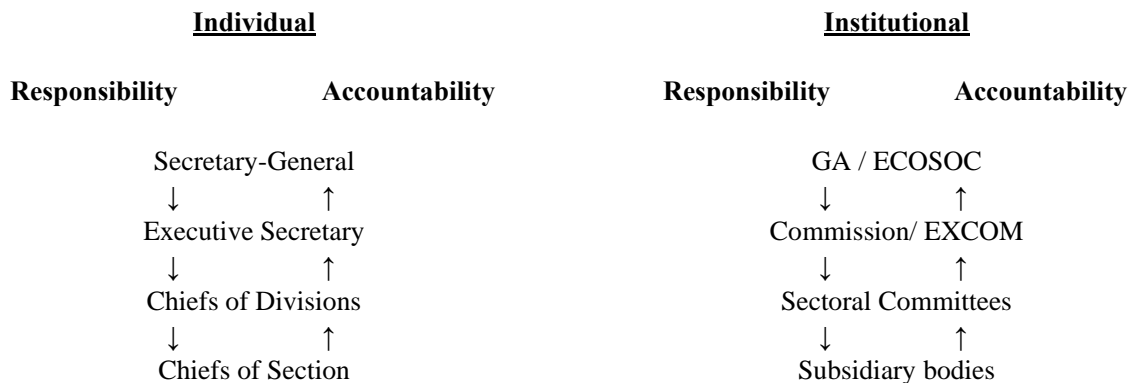 Individual Institutional
Responsibility Accountability Responsibility Accountability
Secretary-General GA / ECOSOC
↓ ↑ ↓ ↑
Executive Secretary Commission/ EXCOM
↓ ↑ ↓ ↑
Chiefs of Divisions Sectoral Committees
↓ ↑ ↓ ↑
Chiefs of Section Subsidiary bodies